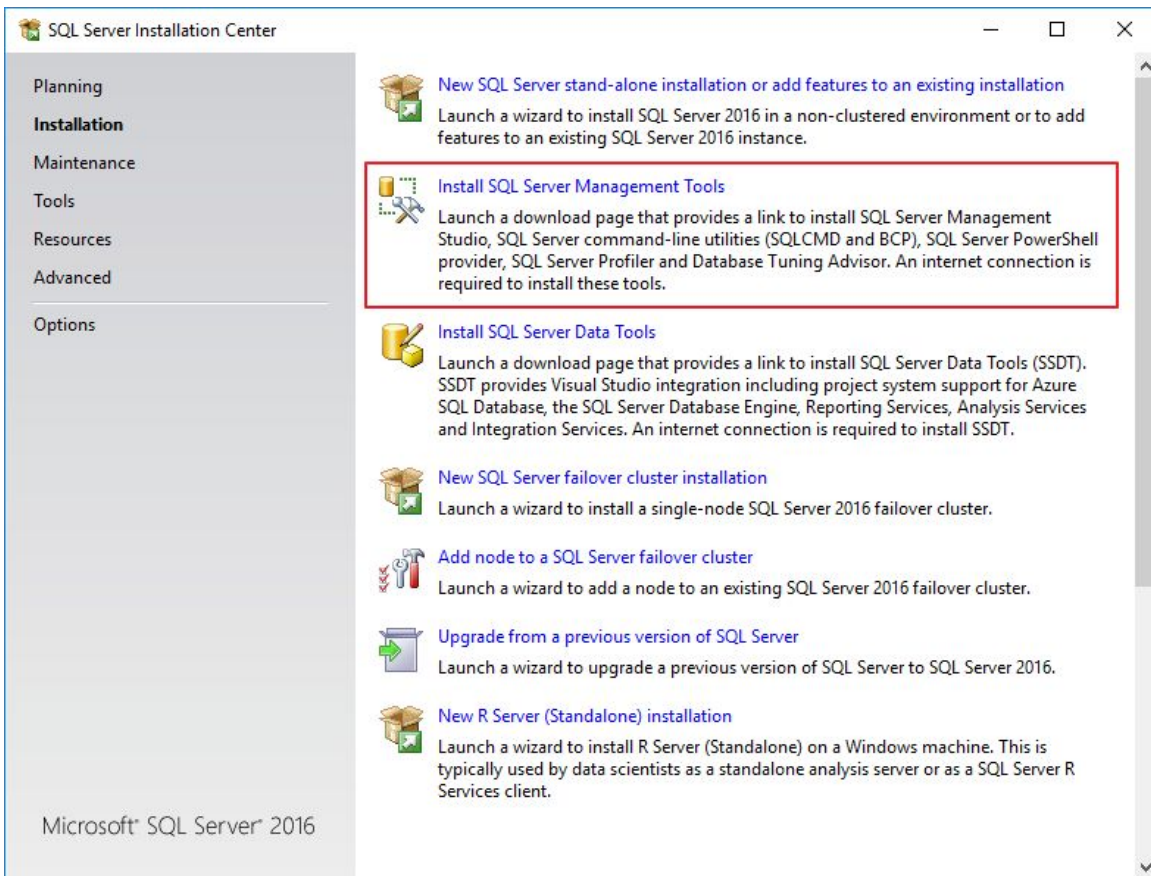 SQL Server Installation Center
Planning
Installation
Maintenance
Tools
Resources
Advanced
Options
Microsoft® SQL Server® 2016
New SQL Server stand-alone installation or add features to an existing installation
Launch a wizard to install SQL Server 2016 in a non-clustered environment or to add
features to an existing SQL Server 2016 instance.
Install SQL Server Management Tools
Launch a download page that provides a link to install SQL Server Management
Studio, SQL Server command-line utilities (SQLCMD and BCP), SQL Server PowerShell
provider, SQL Server Profiler and Database Tuning Advisor. An internet connection is
required to install these tools.
Install SQL Server Data Tools
Launch a download page that provides a link to install SQL Server Data Tools (SSDT).
SSDT provides Visual Studio integration including project system support for Azure
SQL Database, the SQL Server Database Engine, Reporting Services, Analysis Services
and Integration Services. An internet connection is required to install SSDT.
New SQL Server failover cluster installation
Launch a wizard to install a single-node SQL Server 2016 failover cluster.
Add node to a SQL Server failover cluster
Launch a wizard to add a node to an existing SQL Server 2016 failover cluster.
Upgrade from a previous version of SQL Server
Launch a wizard to upgrade a previous version of SQL Server to SQL Server 2016.
New R Server (Standalone) installation
Launch a wizard to install R Server (Standalone) on a Windows machine. This is
typically used by data scientists as a standalone analysis server or as a SQL Server R
Services client.